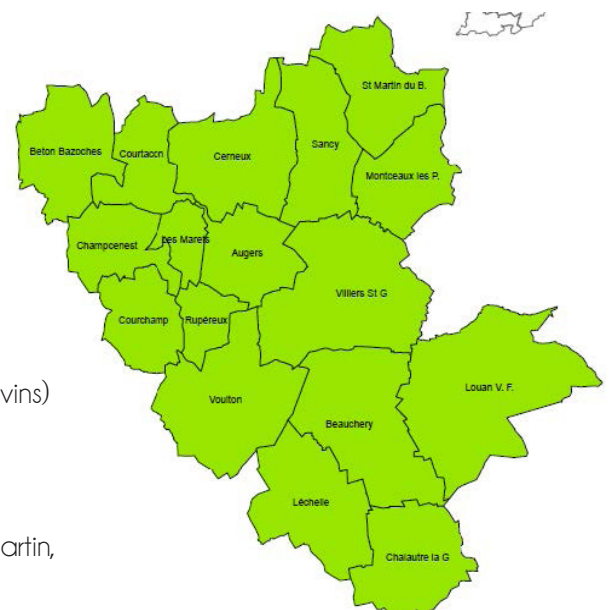 St Martin du B.
Sancy
Beton Bazoches
Courtacon
Cerneux
Montceaux les P.
Champcenest
Les Marets
Augers
Villiers St G
Courchamp
Rupéreux
Louan V. F.
vins)
Voulton
Beauchery
Léchelle
artin,
Chalautre la G